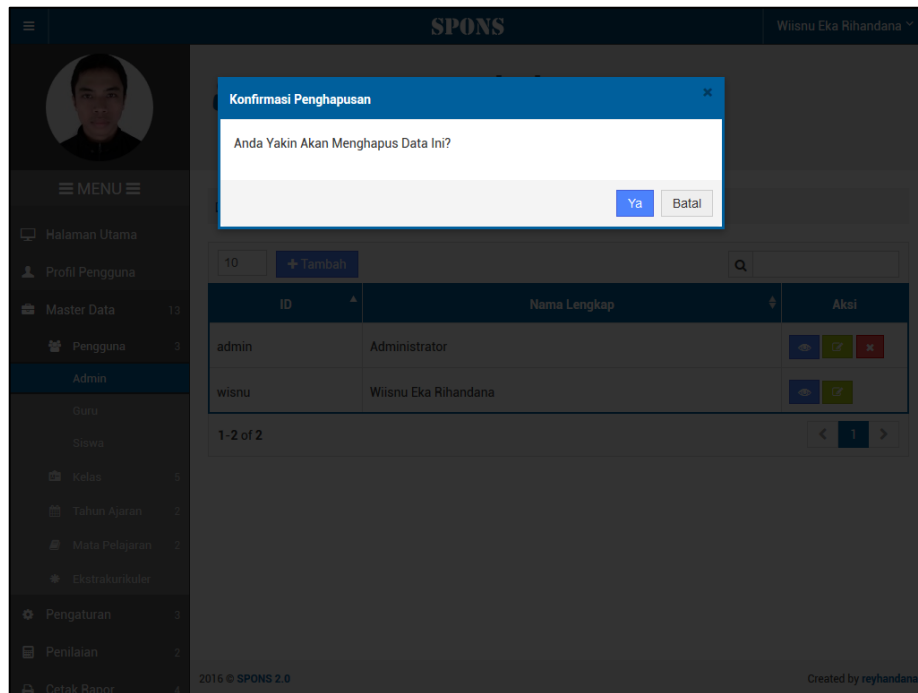 SPONS
Wiisnu Eka Rihandana
Konfirmasi Penghapusan
Anda Yakin Akan Menghapus Data Ini?
Ya Batal
MENU
Halaman Utama
Profil Pengguna
Master Data 13
Pengguna 3
Admin
Guru
Siswa
Kelas 5
Tahun Ajaran 2
Mata Pelajaran 2
Ekstrakurikuler
Pengaturan 3
Penilaian 2
Cetak Rapor 4
10 + Tambah
ID Nama Lengkap Aksi
admin Administrator
wisnu Wiisnu Eka Rihandana
1-2 of 2
< 1 >
2016 © SPONS 2.0
Created by reyhandana